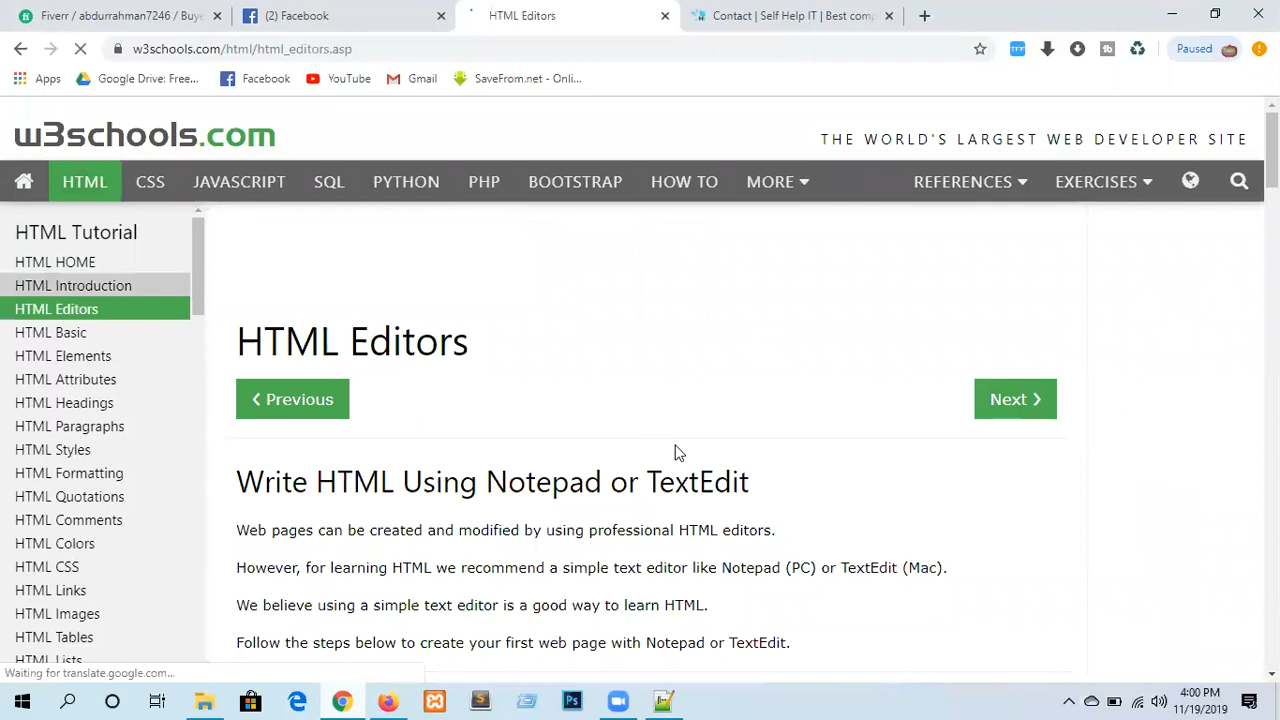 Fiverr / abdurrahman7246 / Buye
(2) Facebook
HTML Editors
Contact | Self Help IT | Best comp
w3schools.com/html/html_editors.asp
Paused
Apps
Google Drive: Free...
Facebook
YouTube
Gmail
SaveFrom.net - Onli...
w3schools.com
THE WORLD'S LARGEST WEB DEVELOPER SITE
HTML CSS JAVASCRIPT SQL PYTHON PHP BOOTSTRAP HOW TO MORE REFERENCES EXERCISES
HTML Tutorial
HTML HOME
HTML Introduction
HTML Editors
HTML Basic
HTML Elements
HTML Attributes
HTML Headings
HTML Paragraphs
HTML Styles
HTML Formatting
HTML Quotations
HTML Comments
HTML Colors
HTML CSS
HTML Links
HTML Images
HTML Tables
HTML Lists
HTML Editors
❮ Previous
Next ❯
Write HTML Using Notepad or TextEdit
Web pages can be created and modified by using professional HTML editors.
However, for learning HTML we recommend a simple text editor like Notepad (PC) or TextEdit (Mac).
We believe using a simple text editor is a good way to learn HTML.
Follow the steps below to create your first web page with Notepad or TextEdit.
Waiting for translate.google.com...
4:00 PM
11/19/2019